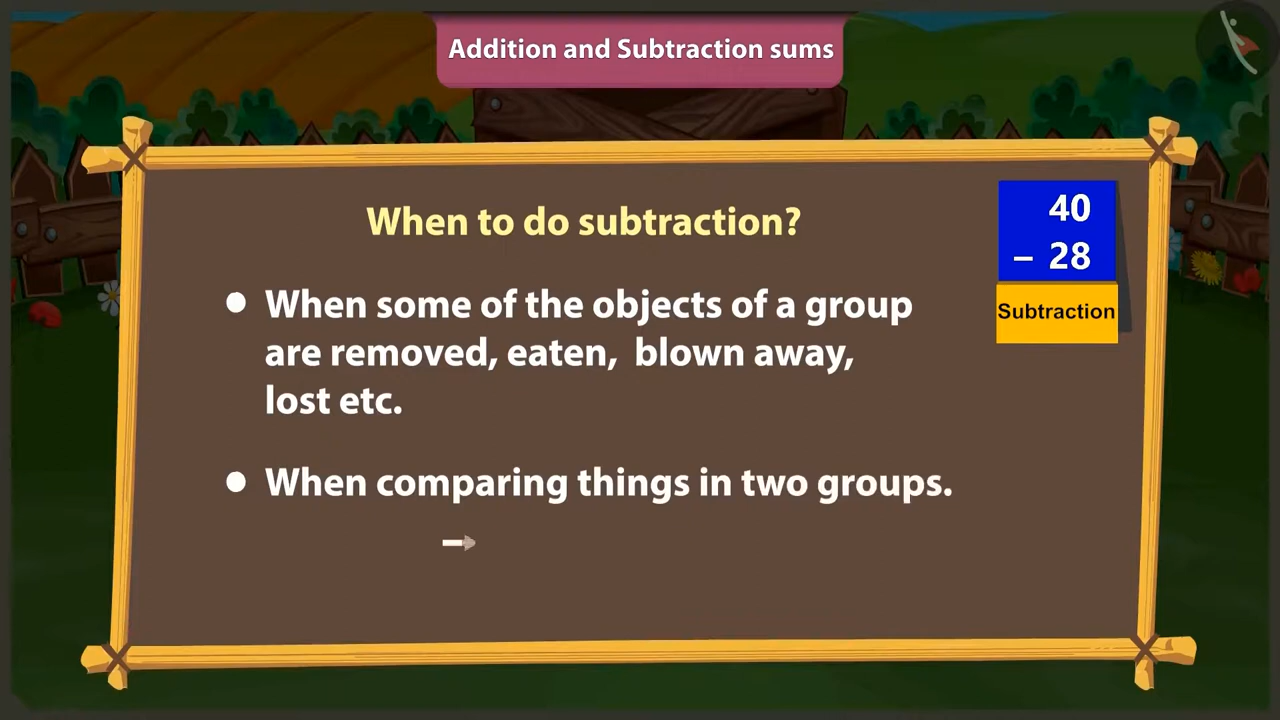 Addition and Subtraction sums
When to do subtraction?
40
– 28
Subtraction
● When some of the objects of a group
are removed, eaten, blown away,
lost etc.
● When comparing things in two groups.